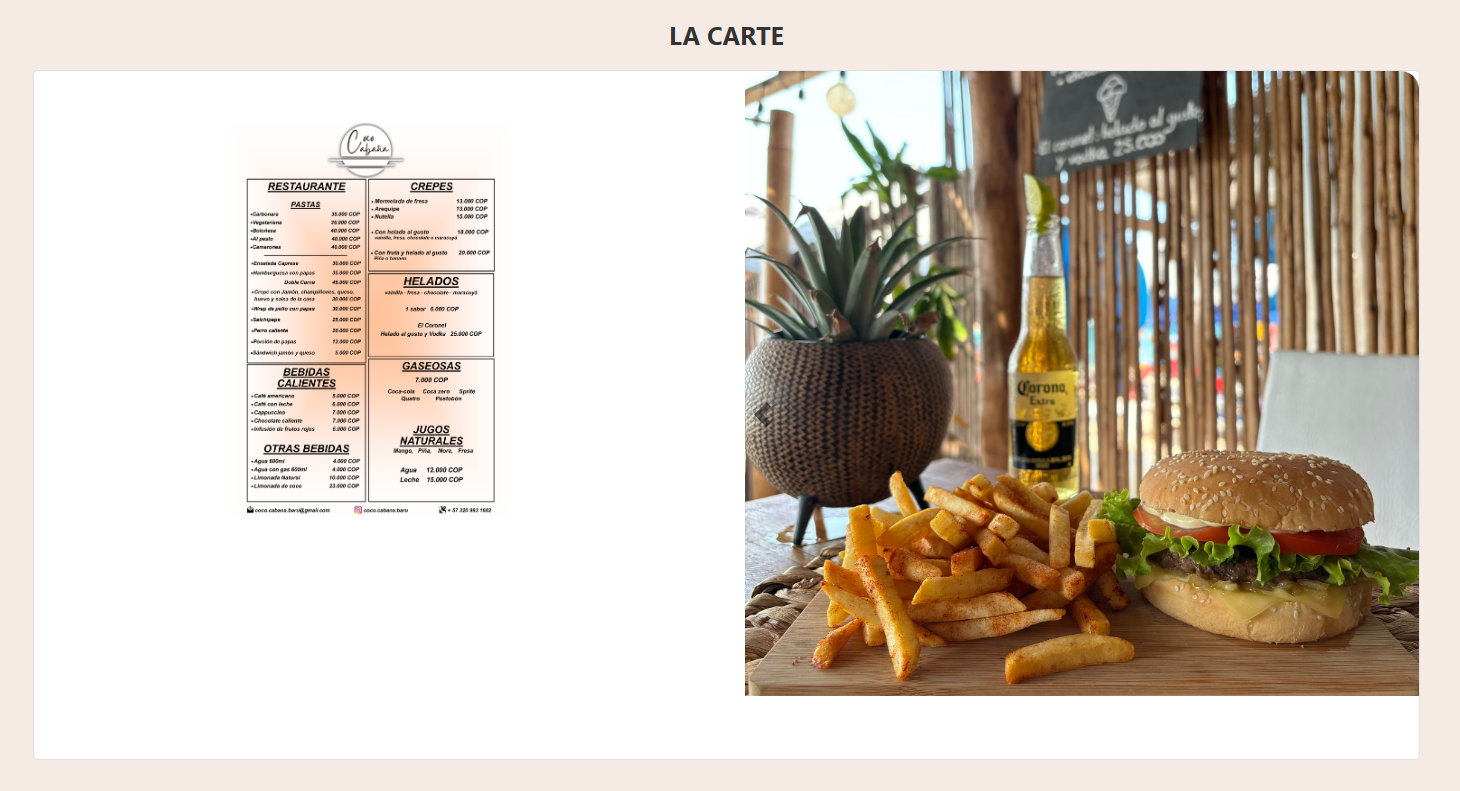 LA CARTE
Coco
Cabaña
RESTAURANTE
PASTAS
•Carbonara 35.000 COP
•Vegetariana
•Boloñesa 40.000 COP
•Al pesto 40.000 COP
•Camarones 45.000 COP
•Ensalada Caprese 30.000 COP
•Hamburguesa con papas 35.000 COP
Doble Carne 45.000 COP
•Crepe con Jamón, champiñones, queso,
huevo y salsa de la casa 30.000 COP
•Wrap de pollo con papas 30.000 COP
•Salchipapa 25.000 COP
•Perro caliente 20.000 COP
•Porción de papas 12.000 COP
•Sándwich jamón y queso 5.000 COP
BEBIDAS
CALIENTES
•Café americano 5.000 COP
•Café con leche 6.000 COP
•Cappuccino 7.000 COP
•Chocolate caliente 7.000 COP
•Infusión de frutos rojos 6.000 COP
OTRAS BEBIDAS
•Agua 600ml 4.000 COP
•Agua con gas 600ml 4.000 COP
•Limonada Natural 10.000 COP
•Limonada de coco 23.000 COP
CREPES
• Mermelada de fresa 13.000 COP
• Arequipe 13.000 COP
• Nutella 15.000 COP
• Con helado al gusto 18.000 COP
vainilla, fresa, chocolate o maracuyá
• Con fruta y helado al gusto 20.000 COP
Piña o banano
HELADOS
vainilla - fresa - chocolate - maracuyá
1 sabor 6.000 COP
El Coronel
Helado al gusto y Vodka 25.000 COP
GASEOSAS
7.000 COP
Coca-cola Coca zero Sprite
Quatro Postobón
JUGOS
NATURALES
Mango, Piña, Mora, Fresa
Agua 12.000 COP
Leche 15.000 COP
coco.cabana.baru@gmail.com coco.cabana.baru
El coronel: helado al gusto
y vodka 25.000
Corona
Extra